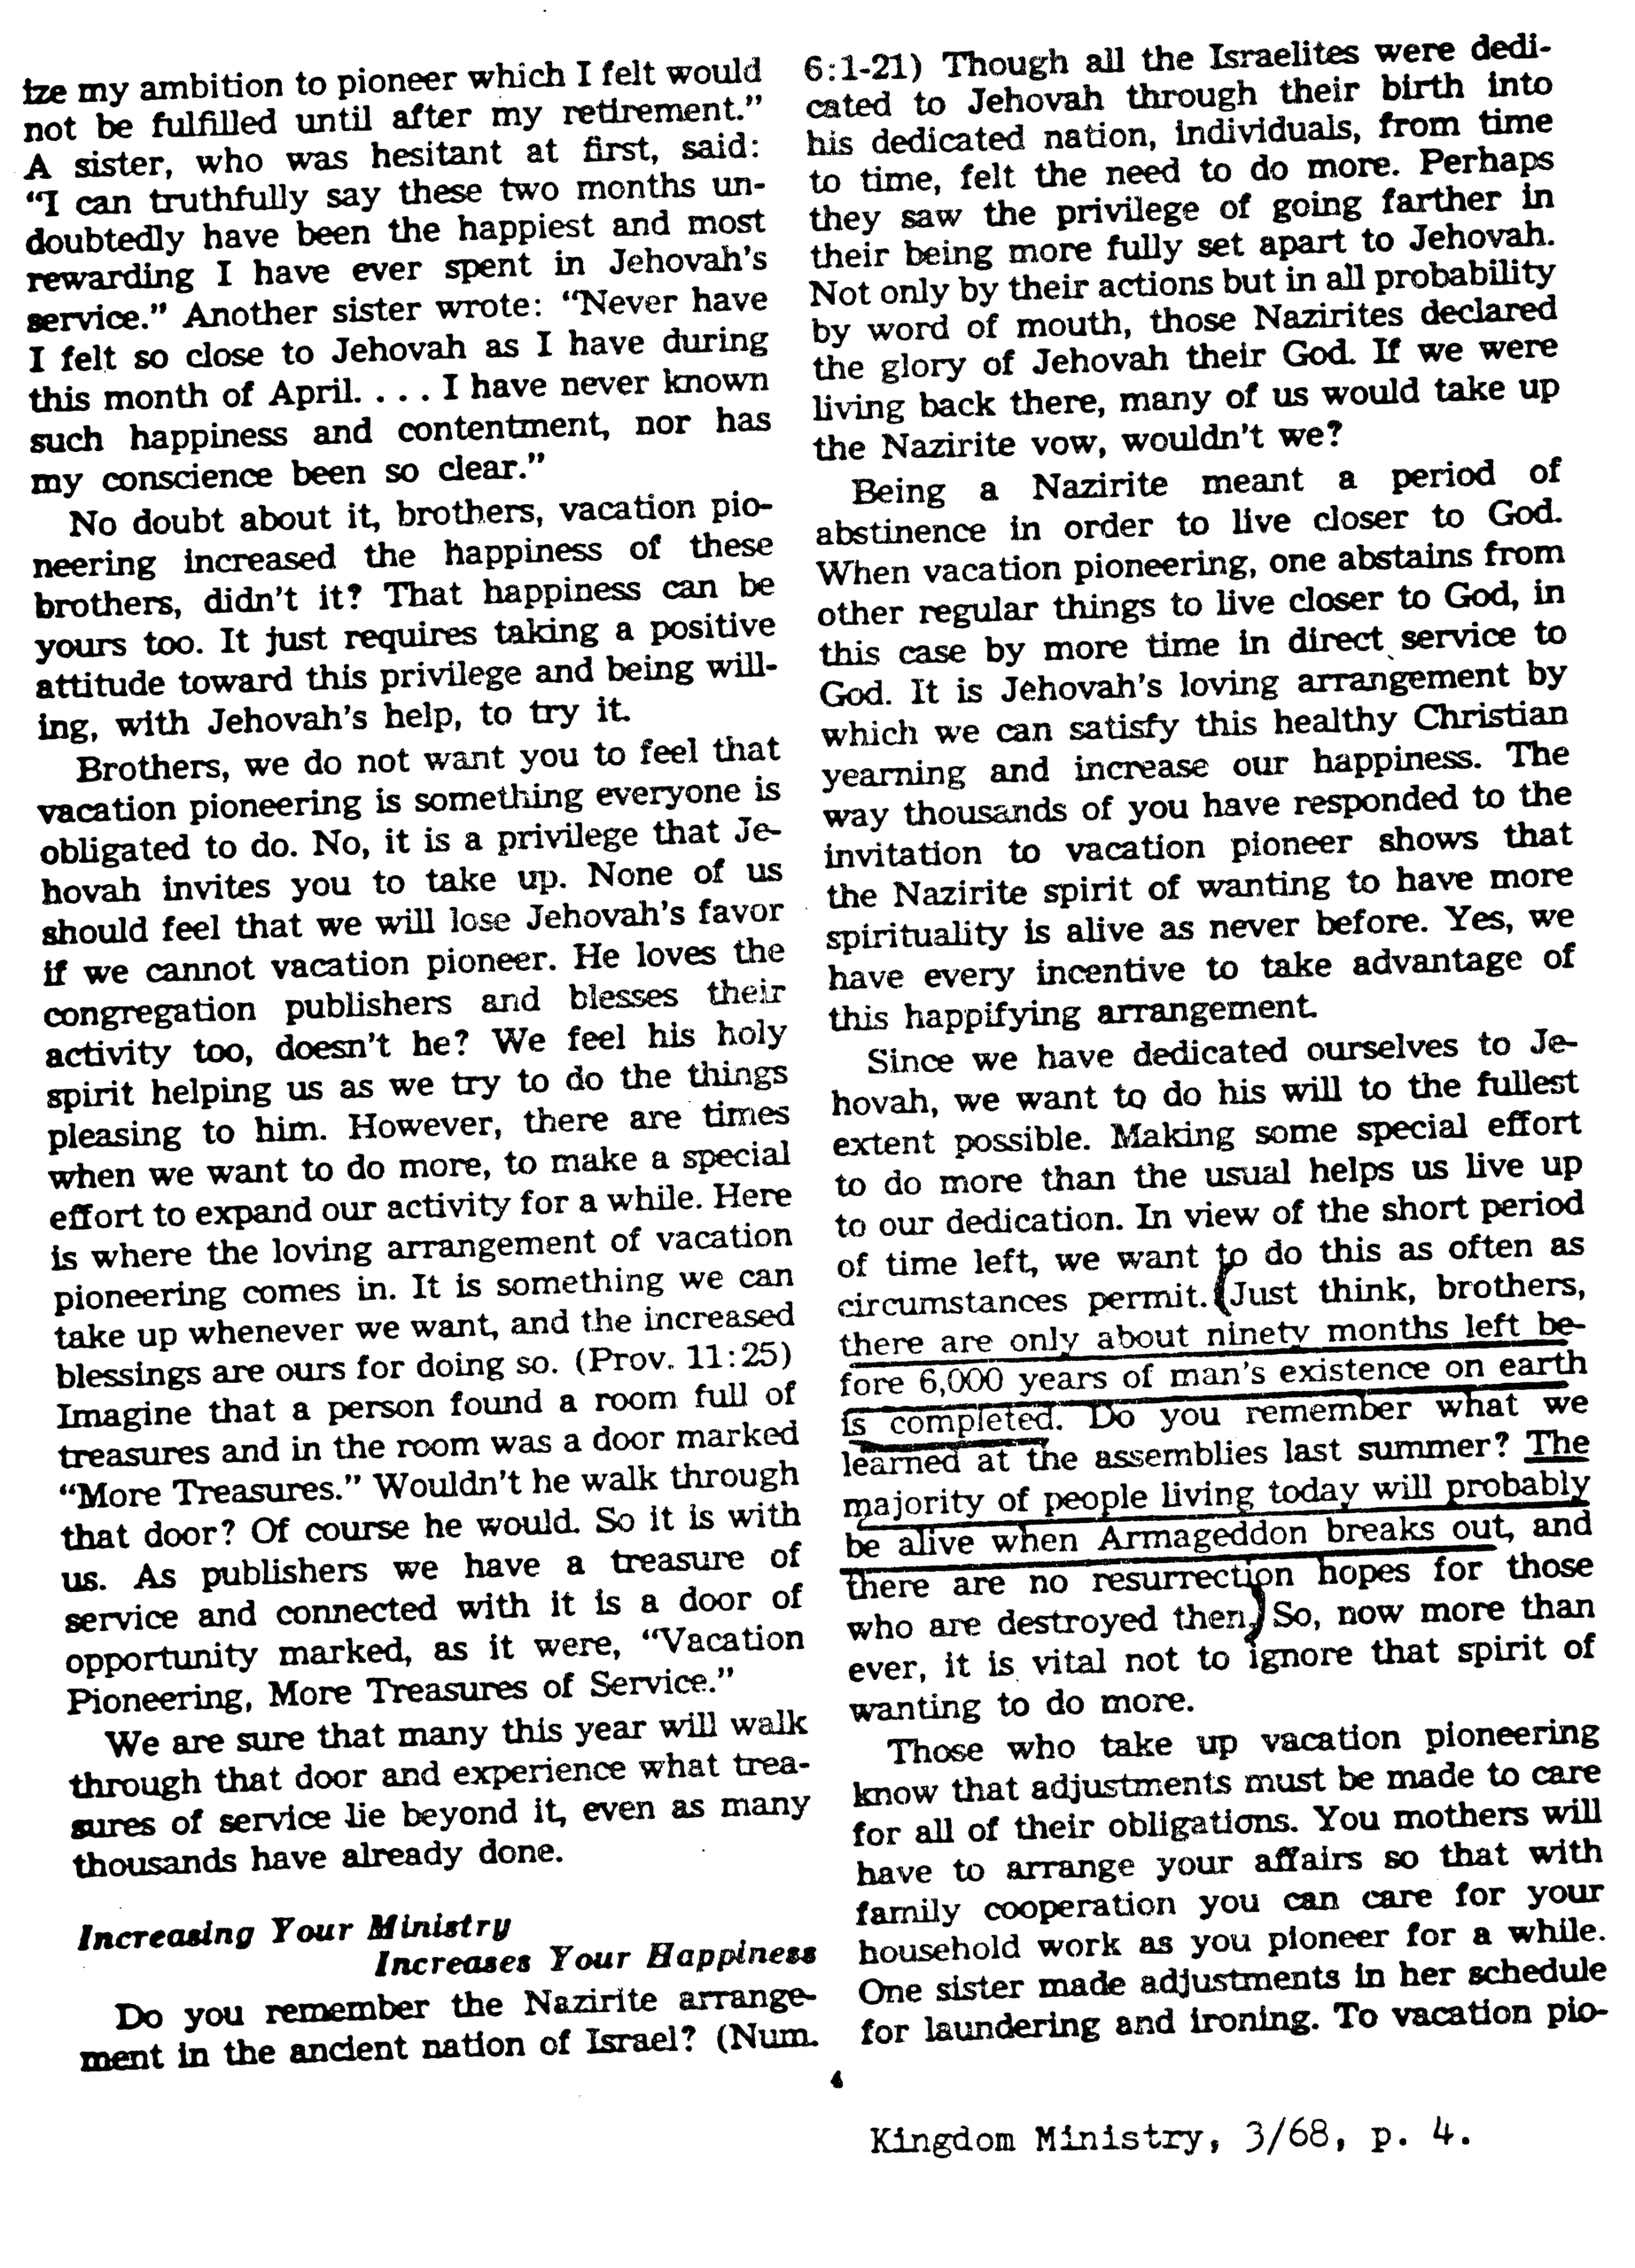 ize my ambition to pioneer which I felt would
not be fulfilled until after my retirement."
A sister, who was hesitant at first, said:
"I can truthfully say these two months un-
doubtedly have been the happiest and most
rewarding I have ever spent in Jehovah's
service." Another sister wrote: "Never have
I felt so close to Jehovah as I have during
this month of April. . . . I have never known
such happiness and contentment, nor has
my conscience been so clear."
No doubt about it, brothers, vacation pio-
neering increased the happiness of these
brothers, didn't it? That happiness can be
yours too. It just requires taking a positive
attitude toward this privilege and being will-
ing, with Jehovah's help, to try it.
Brothers, we do not want you to feel that
vacation pioneering is something everyone is
obligated to do. No, it is a privilege that Je-
hovah invites you to take up. None of us
should feel that we will lose Jehovah's favor
if we cannot vacation pioneer. He loves the
congregation publishers and blesses their
activity too, doesn't he? We feel his holy
spirit helping us as we try to do the things
pleasing to him. However, there are times
when we want to do more, to make a special
effort to expand our activity for a while. Here
is where the loving arrangement of vacation
pioneering comes in. It is something we can
take up whenever we want, and the increased
blessings are ours for doing so. (Prov. 11:25)
Imagine that a person found a room full of
treasures and in the room was a door marked
"More Treasures." Wouldn't he walk through
that door? Of course he would. So it is with
us. As publishers we have a treasure of
service and connected with it is a door of
opportunity marked, as it were, "Vacation
Pioneering, More Treasures of Service."
We are sure that many this year will walk
through that door and experience what trea-
sures of service lie beyond it, even as many
thousands have already done.
Increasing Your Ministry
Increases Your Happiness
Do you remember the Nazirite arrange-
ment in the ancient nation of Israel? (Num.
6:1-21) Though all the Israelites were dedi-
cated to Jehovah through their birth into
his dedicated nation, individuals, from time
to time, felt the need to do more. Perhaps
they saw the privilege of going farther in
their being more fully set apart to Jehovah.
Not only by their actions but in all probability
by word of mouth, those Nazirites declared
the glory of Jehovah their God. If we were
living back there, many of us would take up
the Nazirite vow, wouldn't we?
Being a Nazirite meant a period of
abstinence in order to live closer to God.
When vacation pioneering, one abstains from
other regular things to live closer to God, in
this case by more time in direct service to
God. It is Jehovah's loving arrangement by
which we can satisfy this healthy Christian
yearning and increase our happiness. The
way thousands of you have responded to the
invitation to vacation pioneer shows that
the Nazirite spirit of wanting to have more
spirituality is alive as never before. Yes, we
have every incentive to take advantage of
this happifying arrangement.
Since we have dedicated ourselves to Je-
hovah, we want to do his will to the fullest
extent possible. Making some special effort
to do more than the usual helps us live up
to our dedication. In view of the short period
of time left, we want to do this as often as
circumstances permit. (Just think, brothers,
there are only about ninety months left be-
fore 6,000 years of man's existence on earth
is completed. Do you remember what we
learned at the assemblies last summer? The
majority of people living today will probably
be alive when Armageddon breaks out, and
there are no resurrection hopes for those
who are destroyed then.) So, now more than
ever, it is vital not to ignore that spirit of
wanting to do more.
Those who take up vacation pioneering
know that adjustments must be made to care
for all of their obligations. You mothers will
have to arrange your affairs so that with
family cooperation you can care for your
household work as you pioneer for a while.
One sister made adjustments in her schedule
for laundering and ironing. To vacation pio-
4
Kingdom Ministry, 3/68, p. 4.